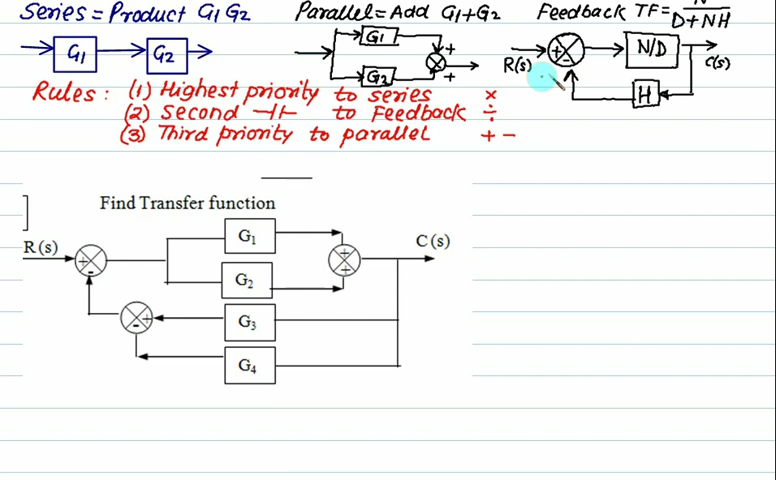 Series = Product G1 G2
Parallel = Add G1+G2
Feedback TF = N
D+NH
G1
G2
G1
G2
+
+
R(s)
+
-
N/D
C(s)
H
Rules : (1) Highest priority to series ×
(2) Second -11- to Feedback ÷
(3) Third priority to parallel + -
]
Find Transfer function
R(s)
+
-
G1
G2
+
+
C(s)
+
-
G3
G4